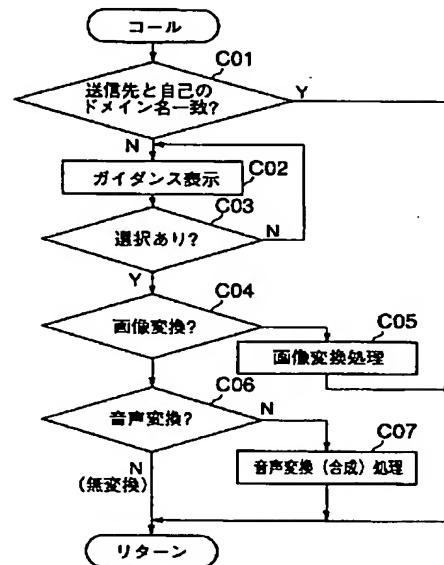 コール
C01
送信先と自己の
ドメイン名一致?
Y
N
C02
ガイダンス表示
C03
選択あり?
N
Y
C04
画像変換?
C05
画像変換処理
C06
音声変換?
N
C07
音声変換(合成)処理
N
(無変換)
リターン